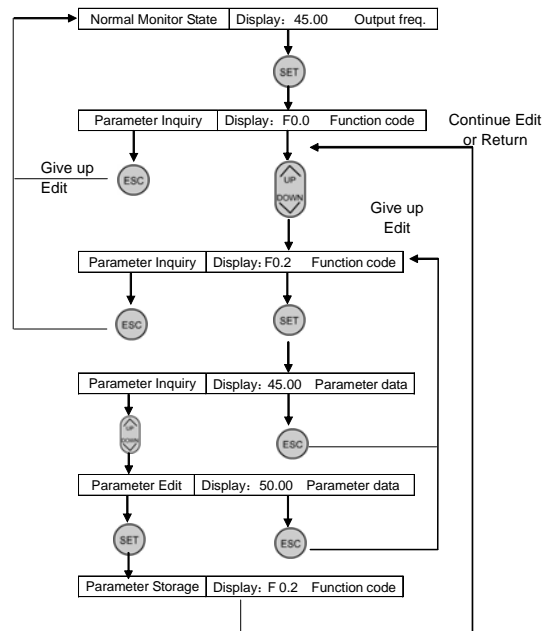 Normal Monitor State Display: 45.00 Output freq.
SET
Parameter Inquiry Display: F0.0 Function code
Continue Edit
or Return
Give up
Edit
ESC
UP
DOWN
Give up
Edit
Parameter Inquiry Display: F0.2 Function code
ESC
SET
Parameter Inquiry Display: 45.00 Parameter data
UP
DOWN
ESC
Parameter Edit Display: 50.00 Parameter data
SET
ESC
Parameter Storage Display: F 0.2 Function code